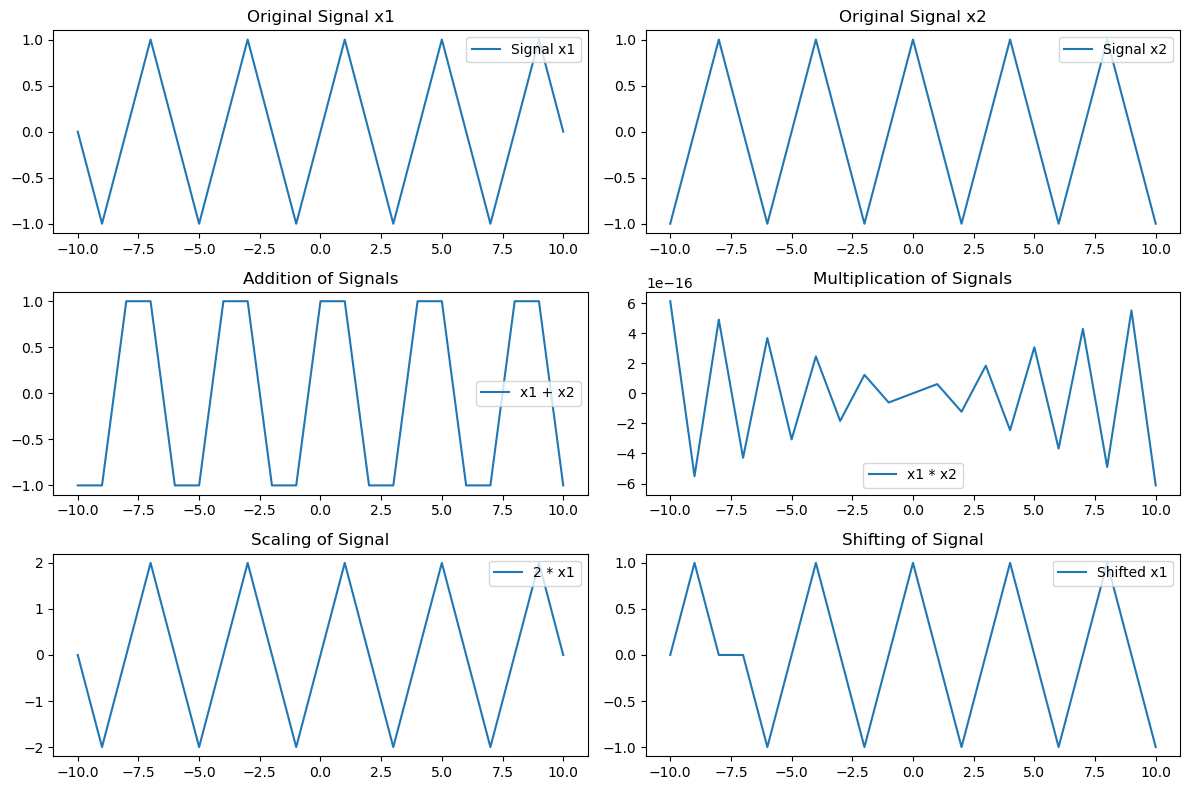 Original Signal x1
Signal x1
1.0
0.5
0.0
−0.5
−1.0
−10.0 −7.5 −5.0 −2.5 0.0 2.5 5.0 7.5 10.0
Original Signal x2
Signal x2
1.0
0.5
0.0
−0.5
−1.0
−10.0 −7.5 −5.0 −2.5 0.0 2.5 5.0 7.5 10.0
Addition of Signals
1.0
0.5
0.0
−0.5
−1.0
x1 + x2
−10.0 −7.5 −5.0 −2.5 0.0 2.5 5.0 7.5 10.0
Multiplication of Signals
1e−16
6
4
2
0
−2
−4
−6
x1 * x2
−10.0 −7.5 −5.0 −2.5 0.0 2.5 5.0 7.5 10.0
Scaling of Signal
2 * x1
2
1
0
−1
−2
−10.0 −7.5 −5.0 −2.5 0.0 2.5 5.0 7.5 10.0
Shifting of Signal
Shifted x1
1.0
0.5
0.0
−0.5
−1.0
−10.0 −7.5 −5.0 −2.5 0.0 2.5 5.0 7.5 10.0